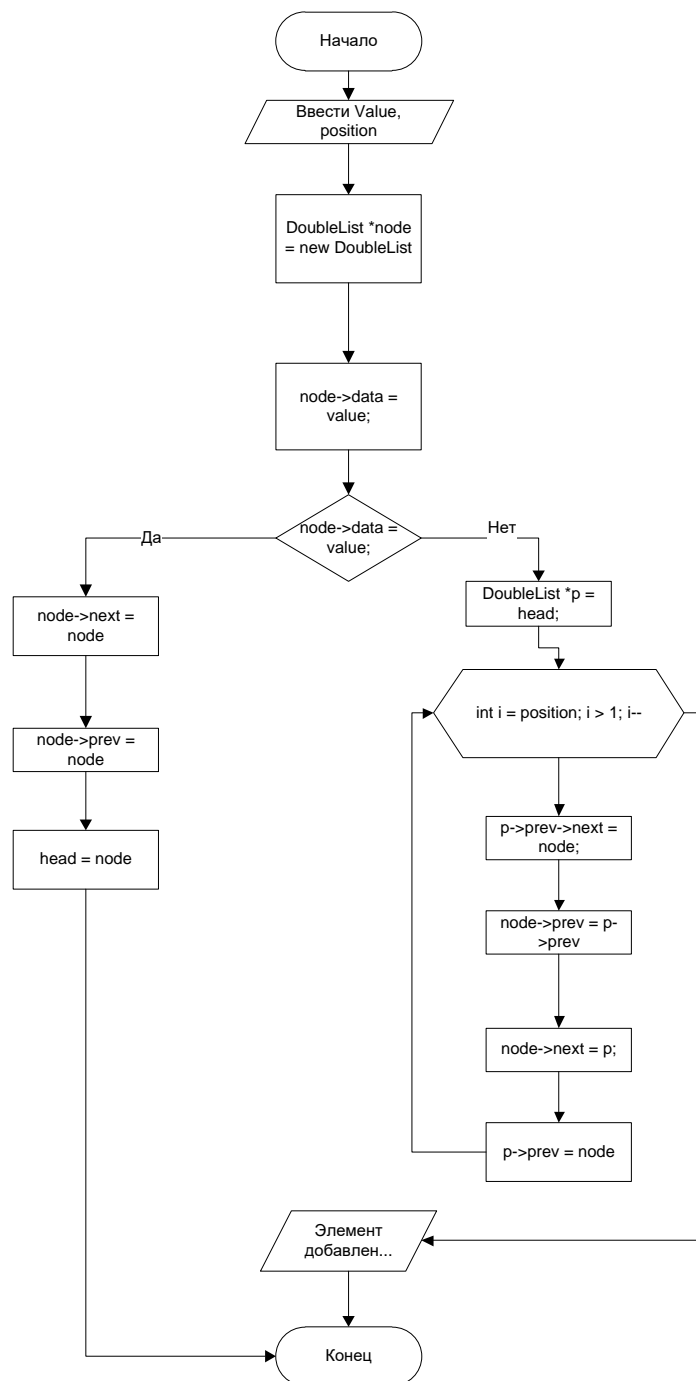 Начало
Ввести Value,
position
DoubleList *node
= new DoubleList
node->data =
value;
node->data =
value;
Да
Нет
node->next =
node
node->prev =
node
head = node
DoubleList *p =
head;
int i = position; i > 1; i--
p->prev->next =
node;
node->prev = p-
>prev
node->next = p;
p->prev = node
Элемент
добавлен...
Конец